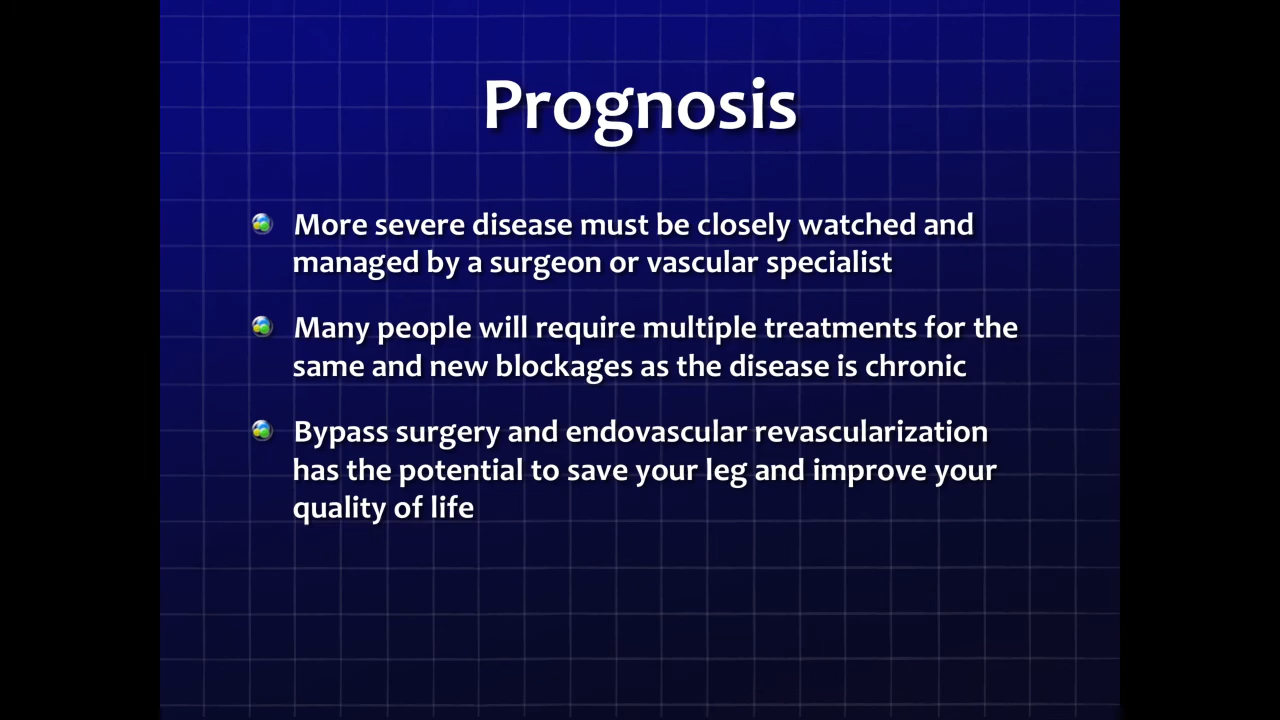 Prognosis
More severe disease must be closely watched and
managed by a surgeon or vascular specialist
Many people will require multiple treatments for the
same and new blockages as the disease is chronic
Bypass surgery and endovascular revascularization
has the potential to save your leg and improve your
quality of life